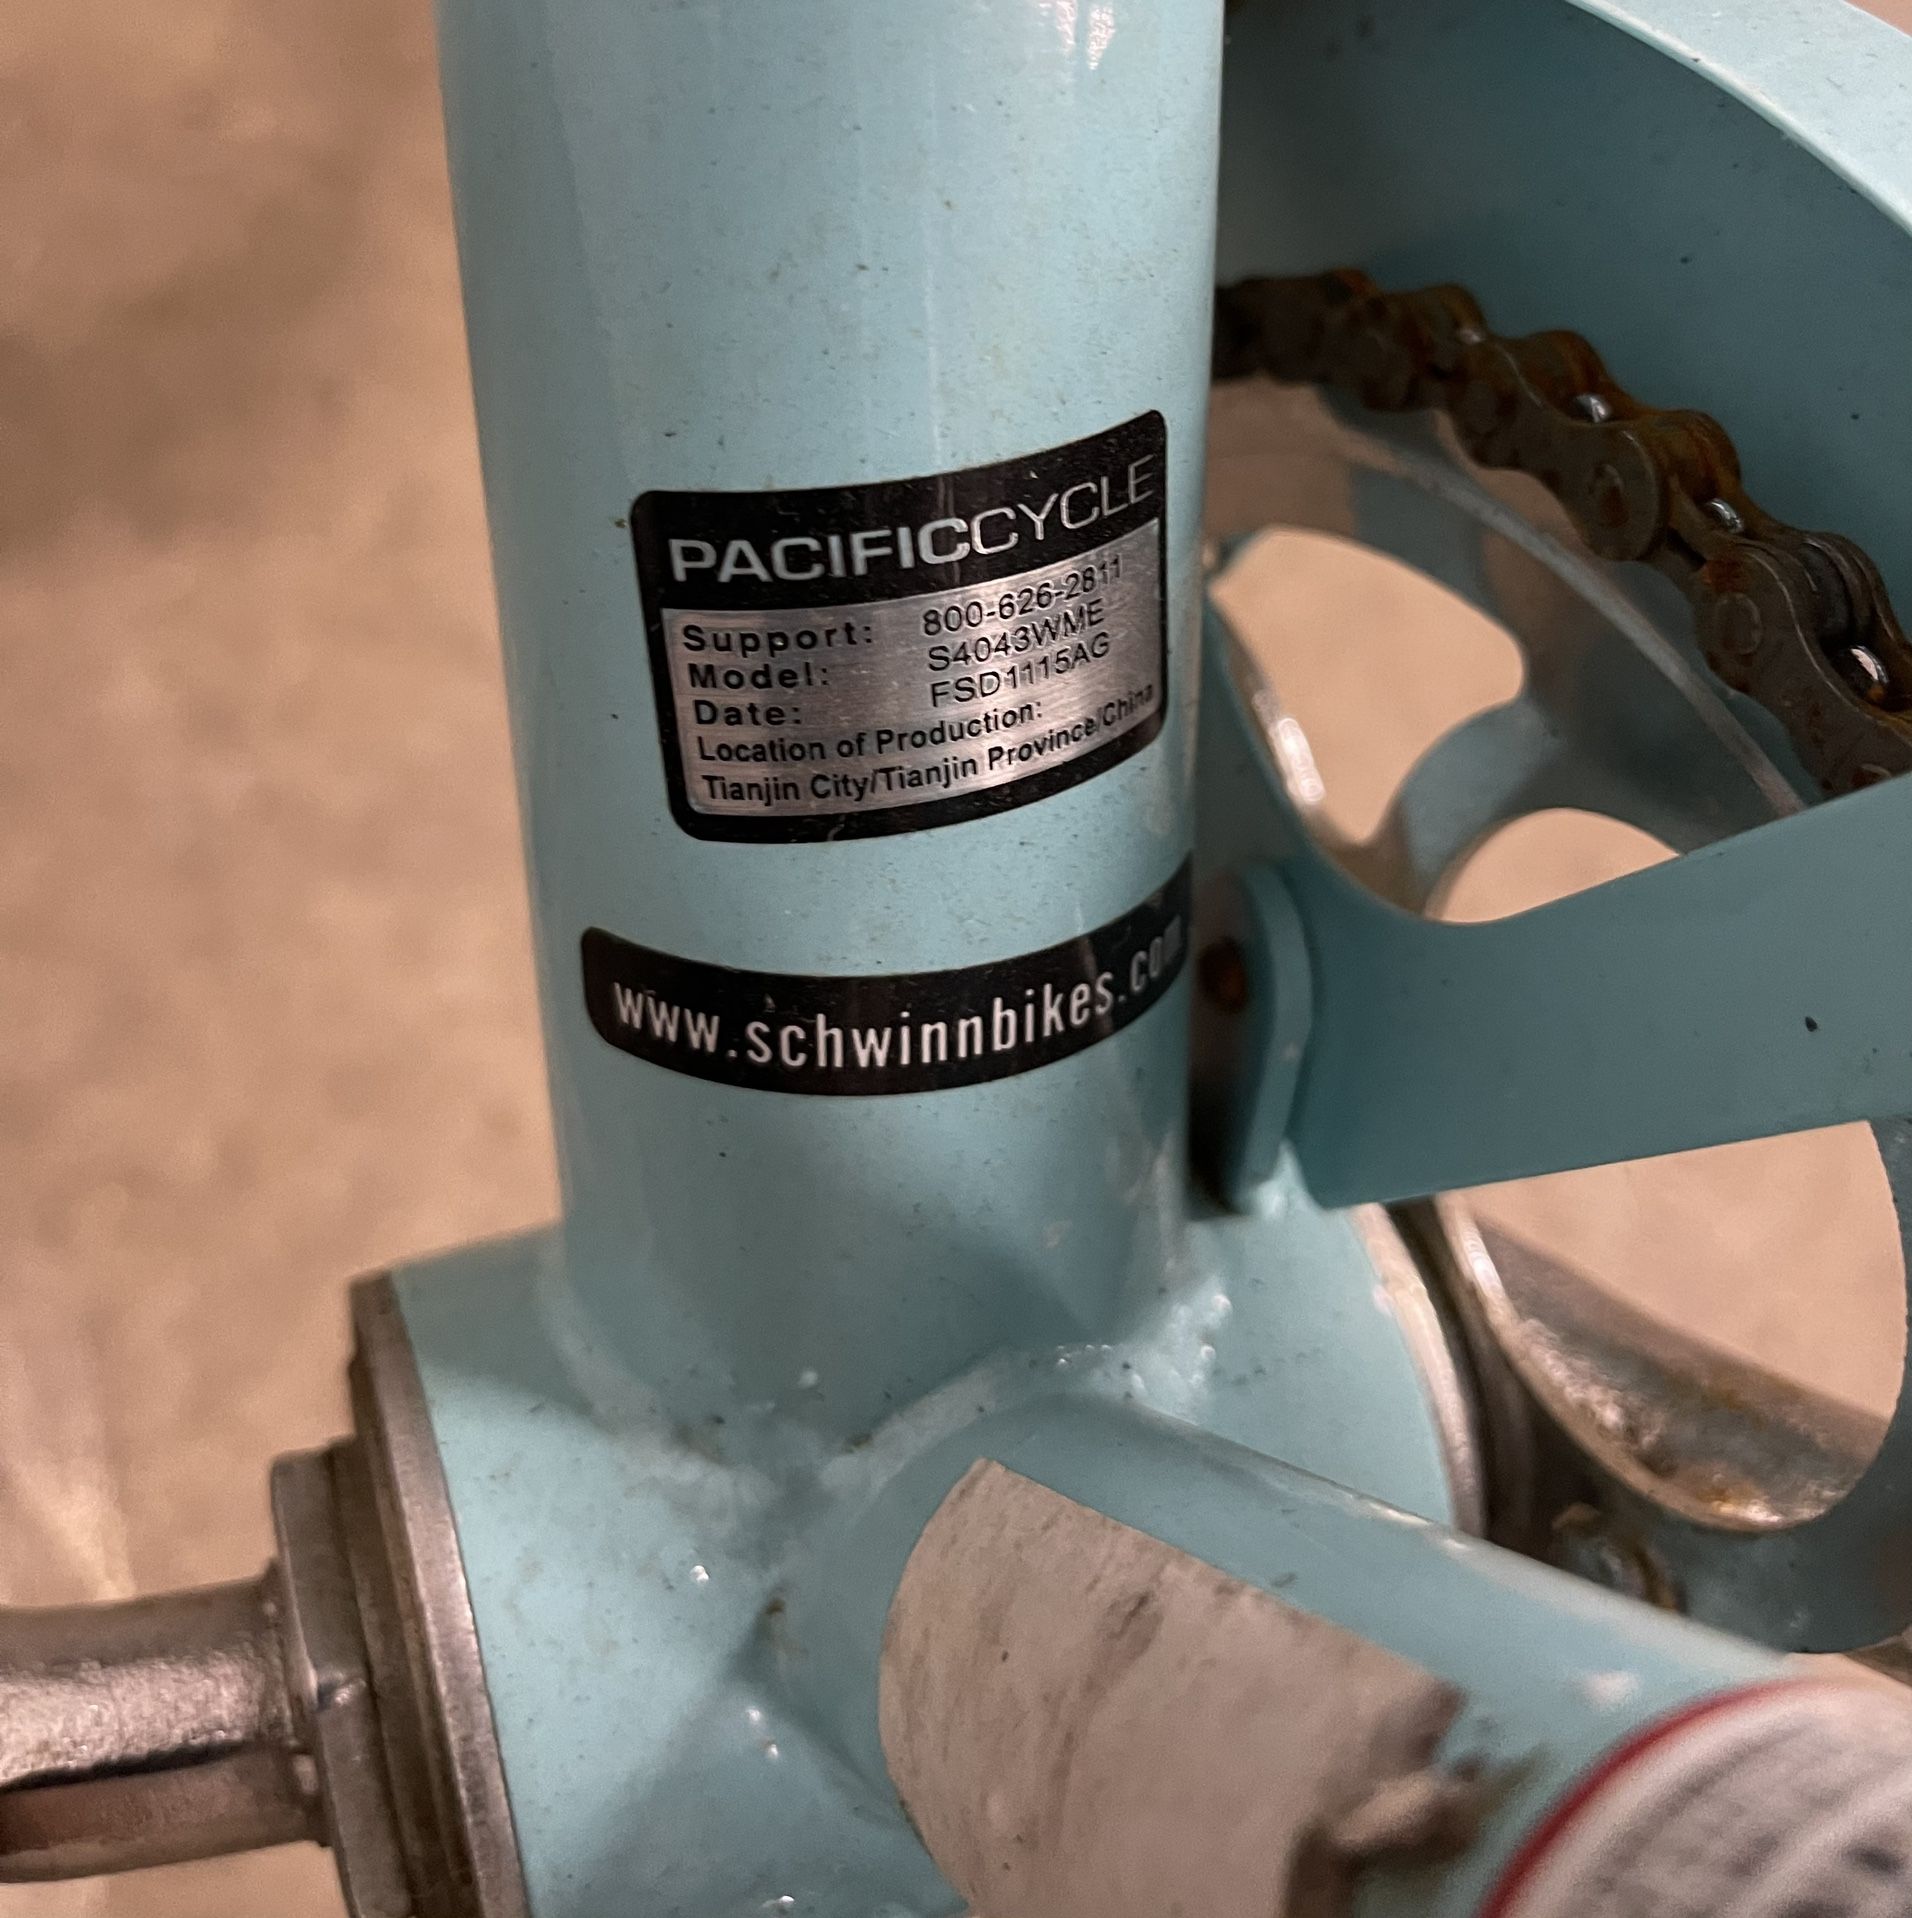 PACIFICCYCLE
Support: 800-626-2811
Model: S4043WME
Date: FSD1115AG
Location of Production:
Tianjin City/Tianjin Province/China
www.schwinnbikes.com